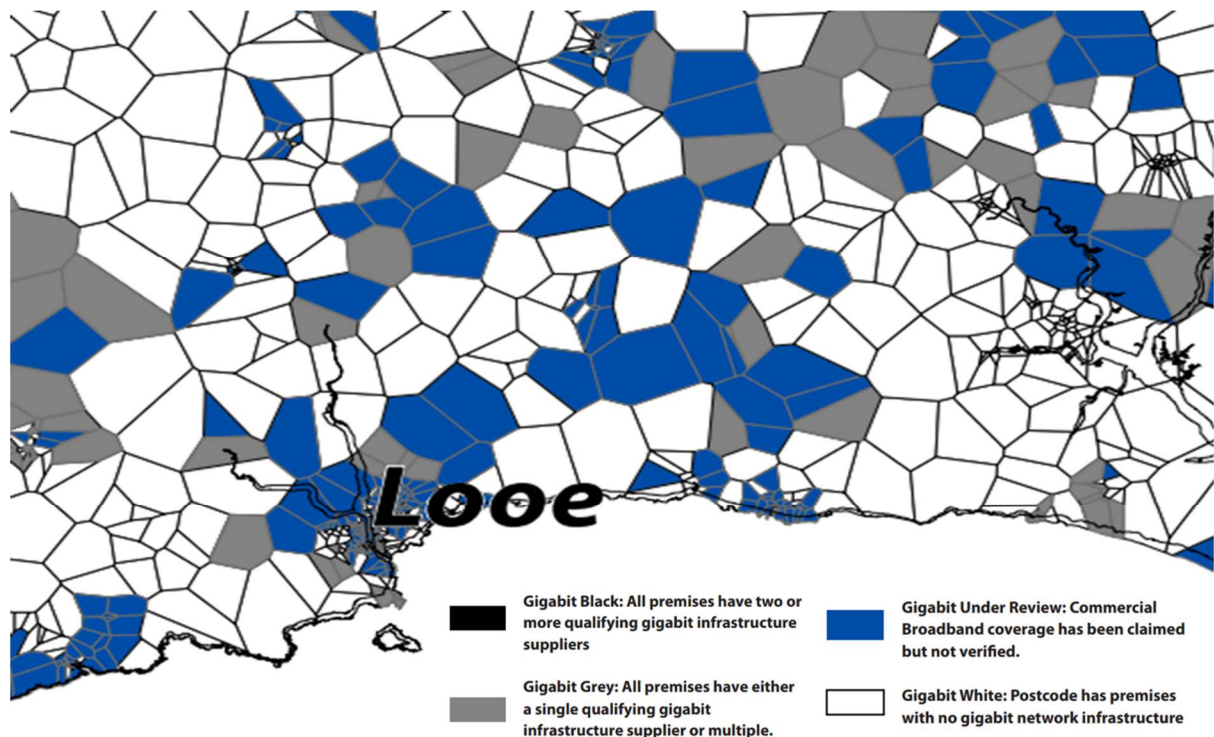 Looe
Gigabit Black: All premises have two or
more qualifying gigabit infrastructure
suppliers
Gigabit Grey: All premises have either
a single qualifying gigabit
infrastructure supplier or multiple.
Gigabit Under Review: Commercial
Broadband coverage has been claimed
but not verified.
Gigabit White: Postcode has premises
with no gigabit network infrastructure